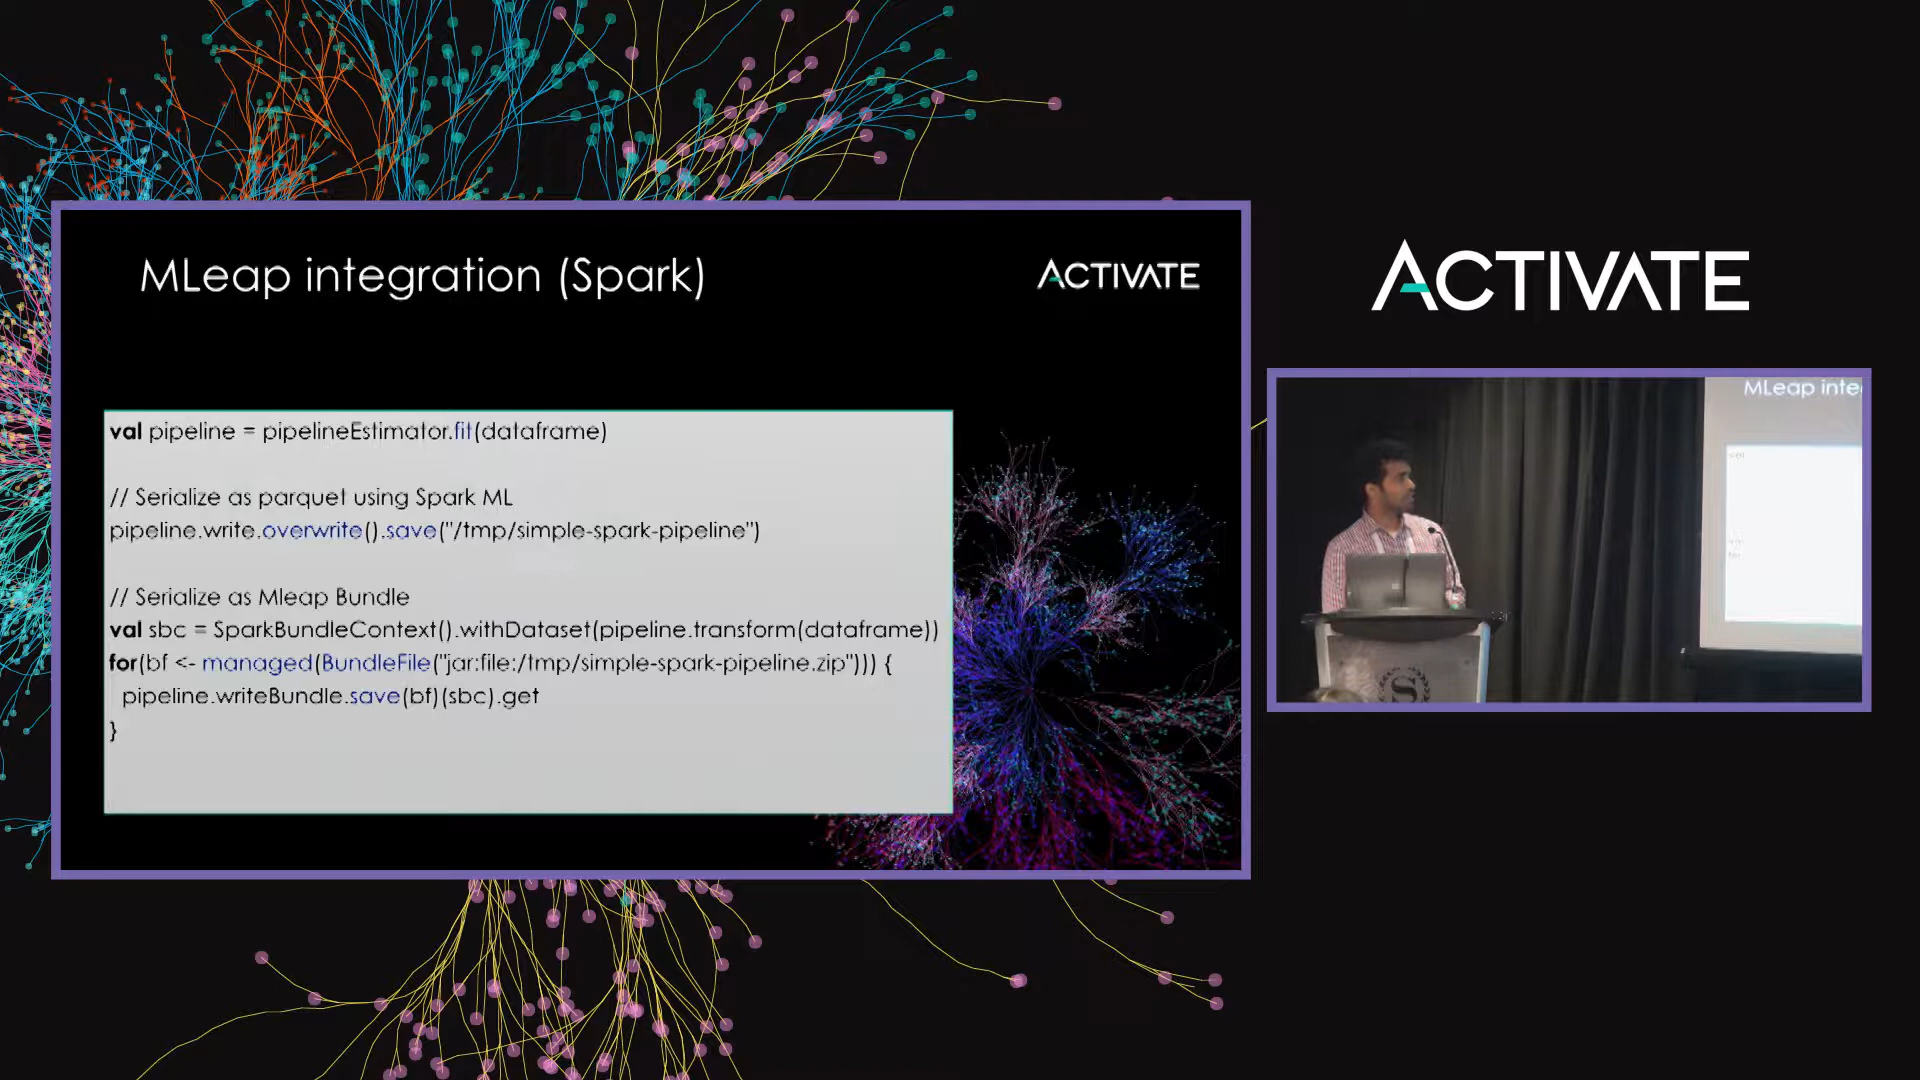 MLeap integration (Spark)
ACTIVATE
val pipeline = pipelineEstimator.fit(dataframe)
// Serialize as parquet using Spark ML
pipeline.write.overwrite().save("/tmp/simple-spark-pipeline")
// Serialize as Mleap Bundle
val sbc = SparkBundleContext().withDataset(pipeline.transform(dataframe))
for(bf <- managed(BundleFile("jar:file:/tmp/simple-spark-pipeline.zip"))) {
pipeline.writeBundle.save(bf)(sbc).get
}
ACTIVATE
MLeap inte
S